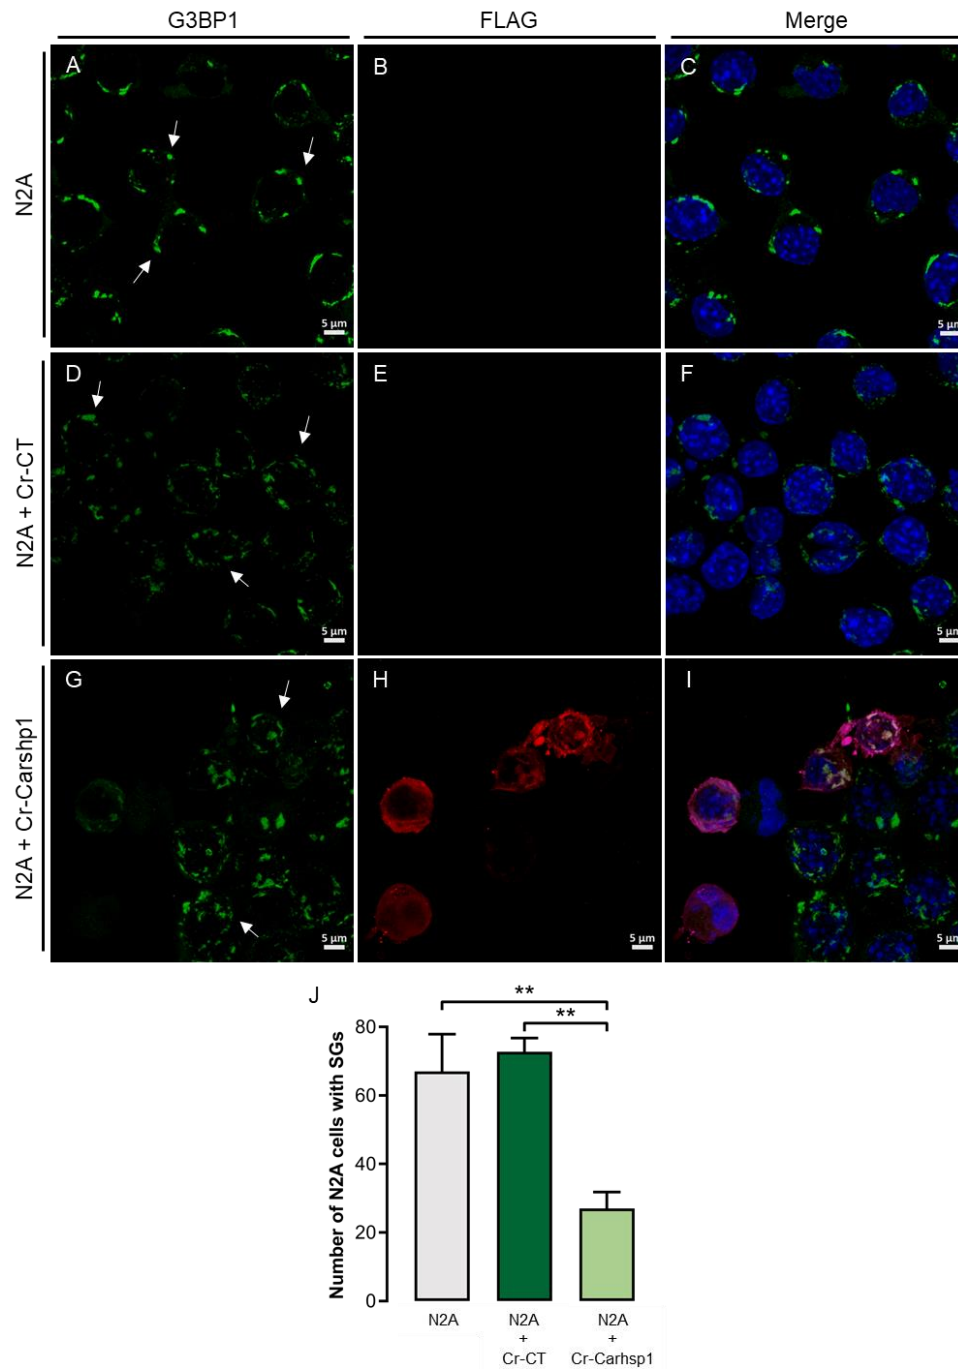 G3BP1 FLAG Merge
N2A
A B C
5 µm 5 µm
N2A + Cr-CT
D E F
5 µm 5 µm
N2A + Cr-Carshp1
G H I
5 µm 5 µm 5 µm
J
**
**
Number of N2A cells with SGs
80
60
40
20
0
N2A N2A N2A
+ +
Cr-CT Cr-Carhsp1